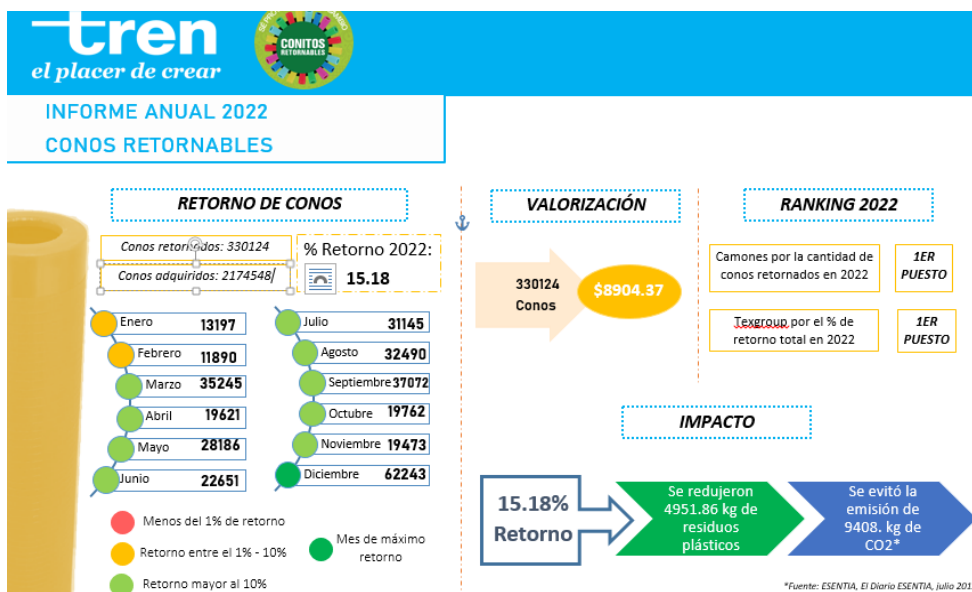 tren
el placer de crear
CONITOS
RETORNABLES
INFORME ANUAL 2022
CONOS RETORNABLES
RETORNO DE CONOS
Conos retornados: 330124
Conos adquiridos: 2174548
% Retorno 2022:
15.18
Enero 13197
Febrero 11890
Marzo 35245
Abril 19621
Mayo 28186
Junio 22651
Julio 31145
Agosto 32490
Septiembre 37072
Octubre 19762
Noviembre 19473
Diciembre 62243
Menos del 1% de retorno
Retorno entre el 1% - 10%
Retorno mayor al 10%
Mes de máximo
retorno
VALORIZACIÓN
330124
Conos
$8904.37
RANKING 2022
Camones por la cantidad de
conos retornados en 2022
1ER
PUESTO
Texgroup por el % de
retorno total en 2022
1ER
PUESTO
IMPACTO
15.18%
Retorno
Se redujeron
4951.86 kg de
residuos
plásticos
Se evitó la
emisión de
9408. kg de
CO2*
*Fuente: ESENTIA, El Diario ESENTIA, julio 201